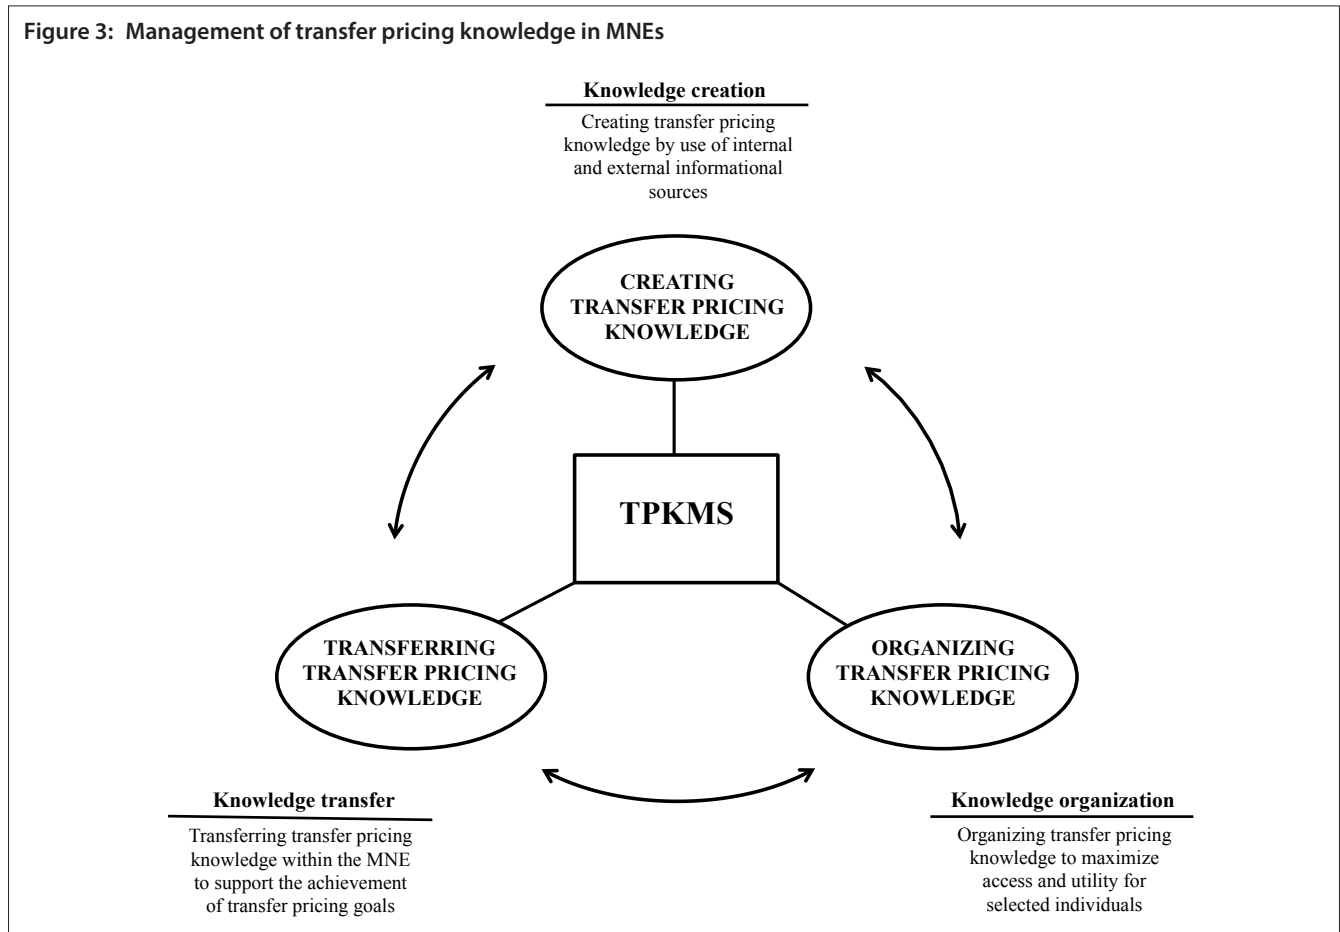 Figure 3: Management of transfer pricing knowledge in MNEs
Knowledge creation
Creating transfer pricing
knowledge by use of internal
and external informational
sources
CREATING
TRANSFER PRICING
KNOWLEDGE
TPKMS
TRANSFERRING
TRANSFER PRICING
KNOWLEDGE
ORGANIZING
TRANSFER PRICING
KNOWLEDGE
Knowledge transfer
Transferring transfer pricing
knowledge within the MNE
to support the achievement
of transfer pricing goals
Knowledge organization
Organizing transfer pricing
knowledge to maximize
access and utility for
selected individuals